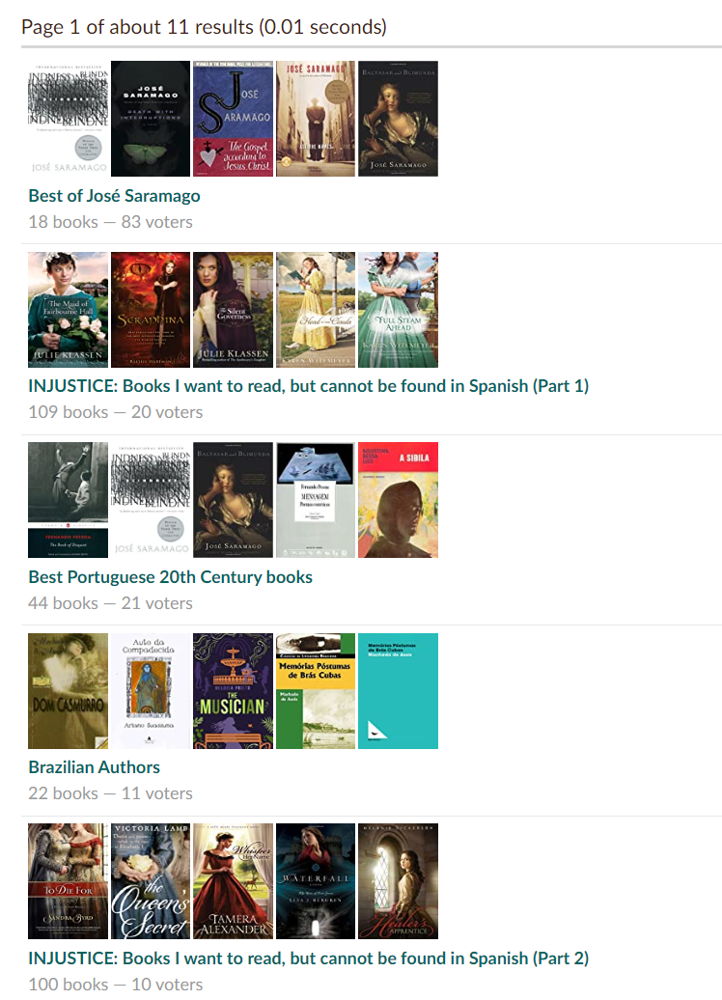 Page 1 of about 11 results (0.01 seconds)
INTERNATIONAL BESTSELLER
BLINDNESS
JOSÉ SARAMAGO
JOSÉ
SARAMAGO
DEATH WITH
INTERRUPTIONS
JOSÉ
SARAMAGO
The Gospel
according to
Jesus Christ
JOSÉ SARAMAGO
ALL THE NAMES
BALTASAR and BLIMUNDA
JOSÉ SARAMAGO
Best of José Saramago
18 books — 83 voters
The Maid of
Fairbourne Hall
JULIE KLASSEN
SERAPHINA
RACHEL HARTMAN
The Silent
Governess
JULIE KLASSEN
Head in the Clouds
KAREN WITEMEYER
FULL STEAM
AHEAD
KAREN WITEMEYER
INJUSTICE: Books I want to read, but cannot be found in Spanish (Part 1)
109 books — 20 voters
FERNANDO PESSOA
The Book of Disquiet
INTERNATIONAL BESTSELLER
BLINDNESS
JOSÉ SARAMAGO
BALTASAR and BLIMUNDA
JOSÉ SARAMAGO
Fernando Pessoa
MENSAGEM
Poemas esotéricos
AGUSTINA
BESSA
LUÍS
A SIBILA
Best Portuguese 20th Century books
44 books — 21 voters
Machado
DOM CASMURRO
Auto da
Compadecida
Ariano Suassuna
THE
MUSICIAN
Memórias Póstumas
de Brás Cubas
Machado
de Assis
Memórias Póstumas
de Brás Cubas
Machado de Assis
Brazilian Authors
22 books — 11 voters
TO DIE FOR
SANDRA BYRD
VICTORIA LAMB
the
Queen's
Secret
Whisper
Her Name
TAMERA
ALEXANDER
WATERFALL
LISA T. BERGREN
MELANIE DICKERSON
Healer's
APPRENTICE
INJUSTICE: Books I want to read, but cannot be found in Spanish (Part 2)
100 books — 10 voters